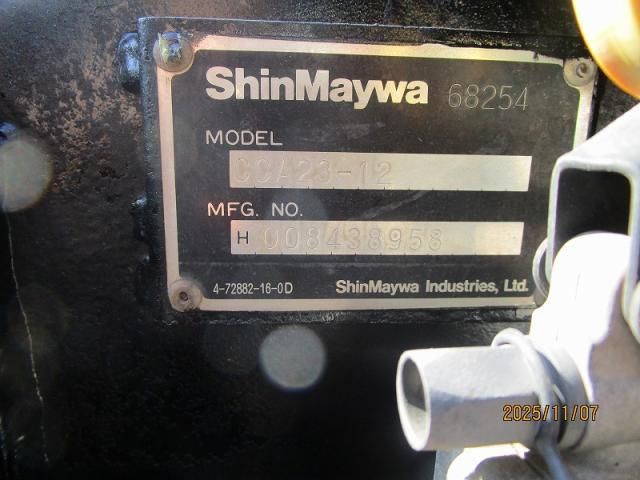 ShinMaywa 68254
MODEL
CCA23-12
MFG. NO.
H 008438958
4-72882-16-0D ShinMaywa Industries, Ltd.
2025/11/07